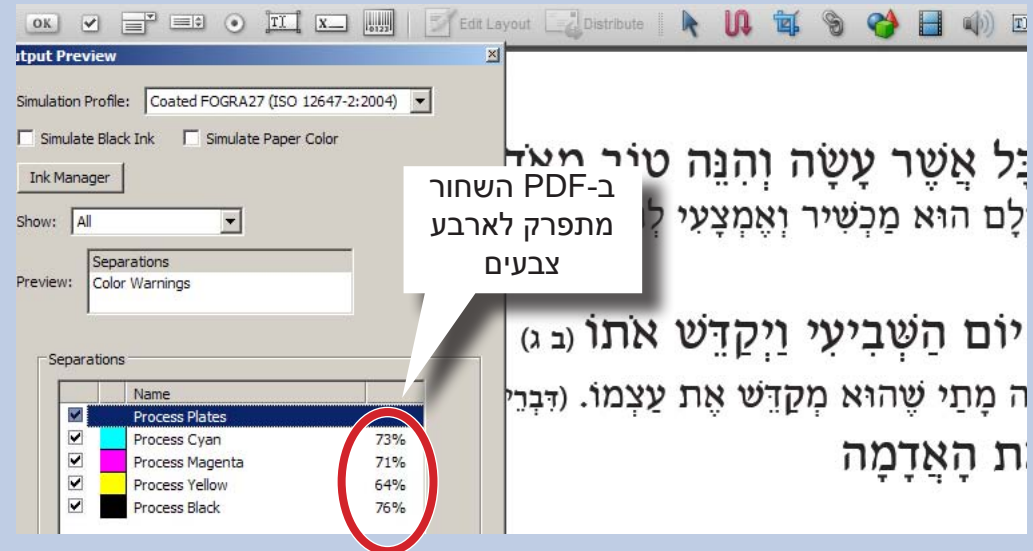 OK
Edit Layout
Distribute
utput Preview
Simulation Profile: Coated FOGRA27 (ISO 12647-2:2004)
Simulate Black Ink Simulate Paper Color
Ink Manager
Show: All
Separations
Preview: Color Warnings
Separations
Name
Process Plates
Process Cyan 73%
Process Magenta 71%
Process Yellow 64%
Process Black 76%
ב-PDF השחור
מתפרק לארבע
צבעים
כָּל אֲשֶׁר עָשָׂה וְהִנֵּה טוֹב מְאֹד
לָם הוּא מַכְשִׁיר וְאֶמְצָעִי
יוֹם הַשְּׁבִיעִי וַיְקַדֵּשׁ אֹתוֹ (ב ג)
ה מָתַי שֶׁהוּא מְקַדֵּשׁ אֶת עַצְמוֹ. (דִּבְרֵי
ת הָאֲדָמָה